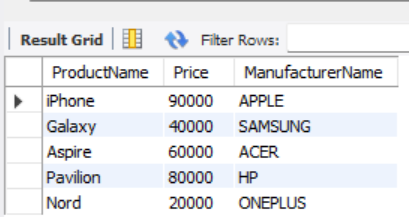 Result Grid Filter Rows:
ProductName Price ManufacturerName
iPhone 90000 APPLE
Galaxy 40000 SAMSUNG
Aspire 60000 ACER
Pavilion 80000 HP
Nord 20000 ONEPLUS